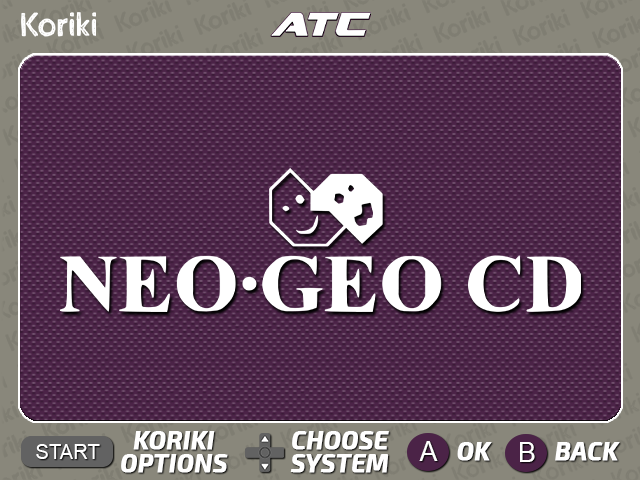 Koriki
ATC
NEO·GEO CD
START
KORIKI
OPTIONS
CHOOSE
SYSTEM
A
OK
B
BACK